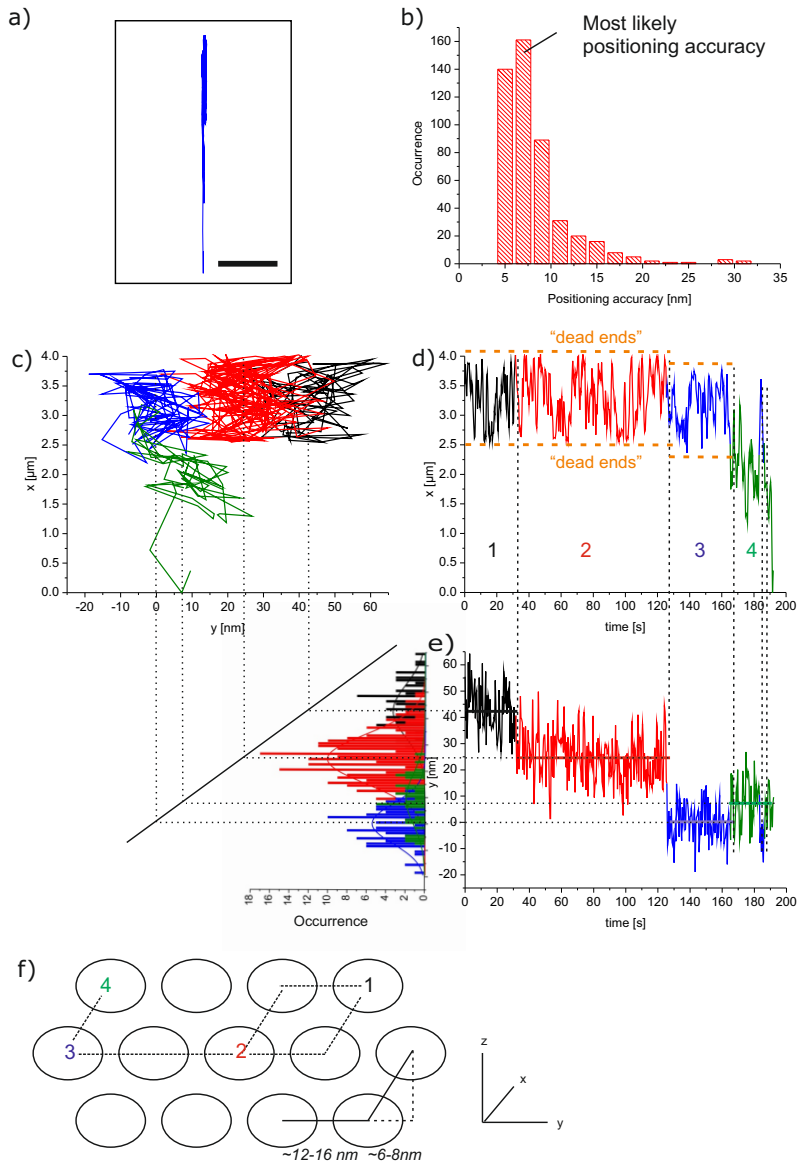 a)
b)
Most likely
positioning accuracy
160
140
120
100
80
60
40
20
0
Occurrence
0 5 10 15 20 25 30 35
Positioning accuracy [nm]
c)
4.0
3.5
3.0
2.5
2.0
1.5
1.0
0.5
0.0
x [µm]
-20 -10 0 10 20 30 40 50 60
y [nm]
d)
"dead ends"
"dead ends"
4.0
3.5
3.0
2.5
2.0
1.5
1.0
0.5
0.0
x [µm]
1 2 3 4
0 20 40 60 80 100 120 140 160 180 200
time [s]
e)
60
50
40
30
20
10
0
-10
-20
y [nm]
18 16 14 12 10 8 6 4 2 0
Occurrence
0 20 40 60 80 100 120 140 160 180 200
time [s]
f)
4 1
3 2
~12-16 nm ~6-8nm
z
x
y